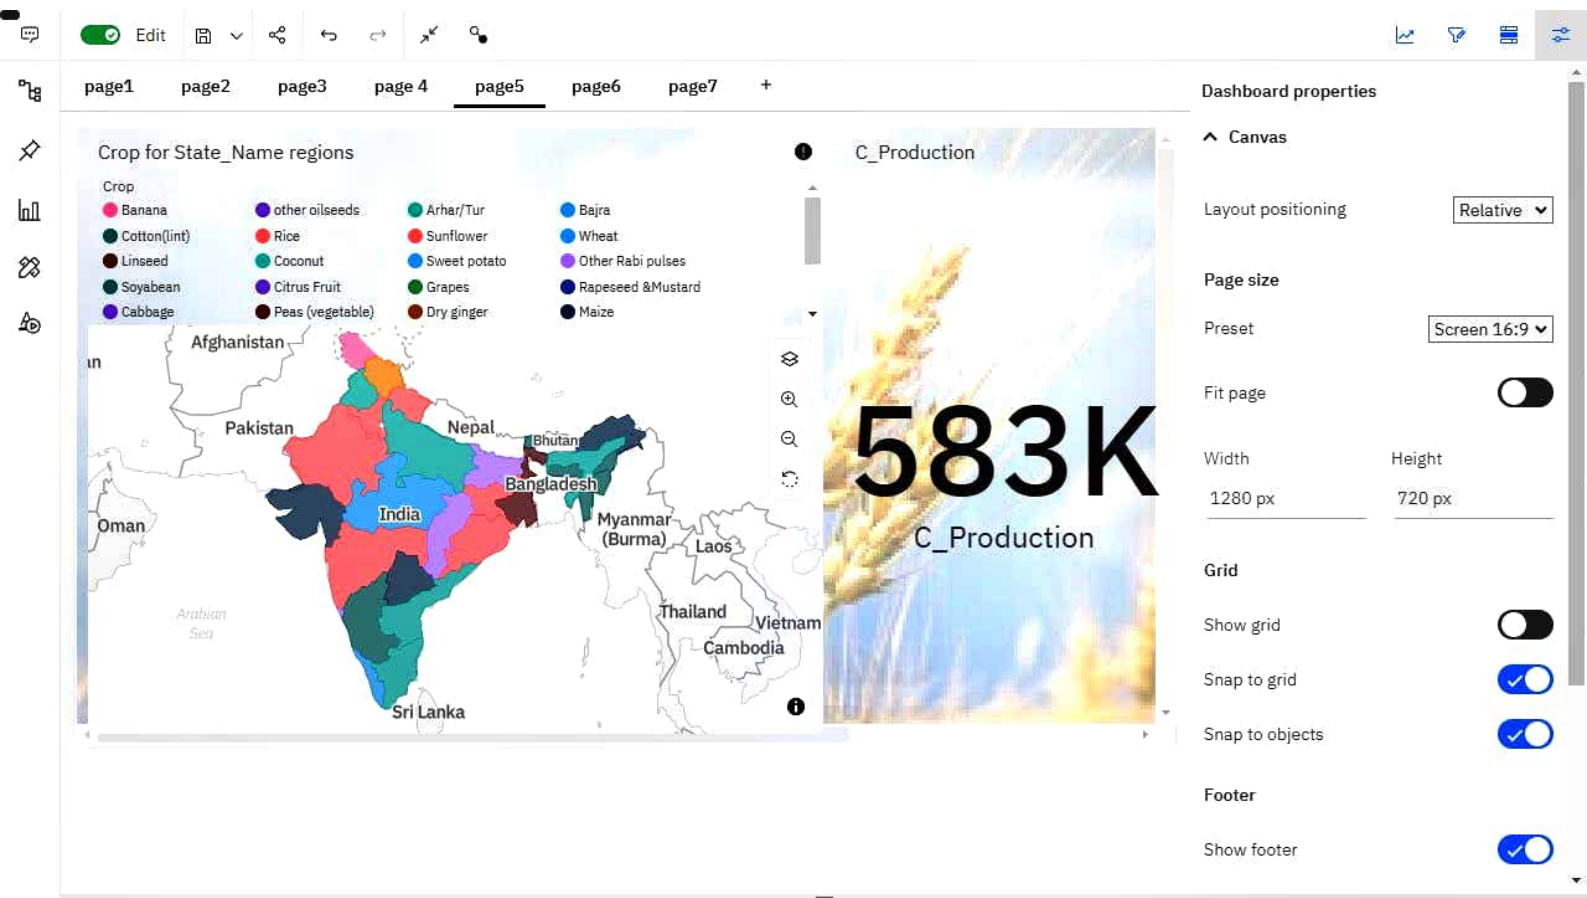 Edit
page1 page2 page3 page 4 page5 page6 page7 +
Dashboard properties
Canvas
Crop for State_Name regions
C_Production
Crop
Banana other oilseeds Arhar/Tur Bajra
Cotton(lint) Rice Sunflower Wheat
Linseed Coconut Sweet potato Other Rabi pulses
Soyabean Citrus Fruit Grapes Rapeseed &Mustard
Cabbage Peas (vegetable) Dry ginger Maize
Afghanistan
an
Pakistan
Nepal
Bhutan
Bangladesh
India
Oman
Myanmar
(Burma)
Laos
Thailand
Vietnam
Cambodia
Arabian
Sea
Sri Lanka
583K
C_Production
Layout positioning Relative
Page size
Preset Screen 16:9
Fit page
Width Height
1280 px 720 px
Grid
Show grid
Snap to grid
Snap to objects
Footer
Show footer